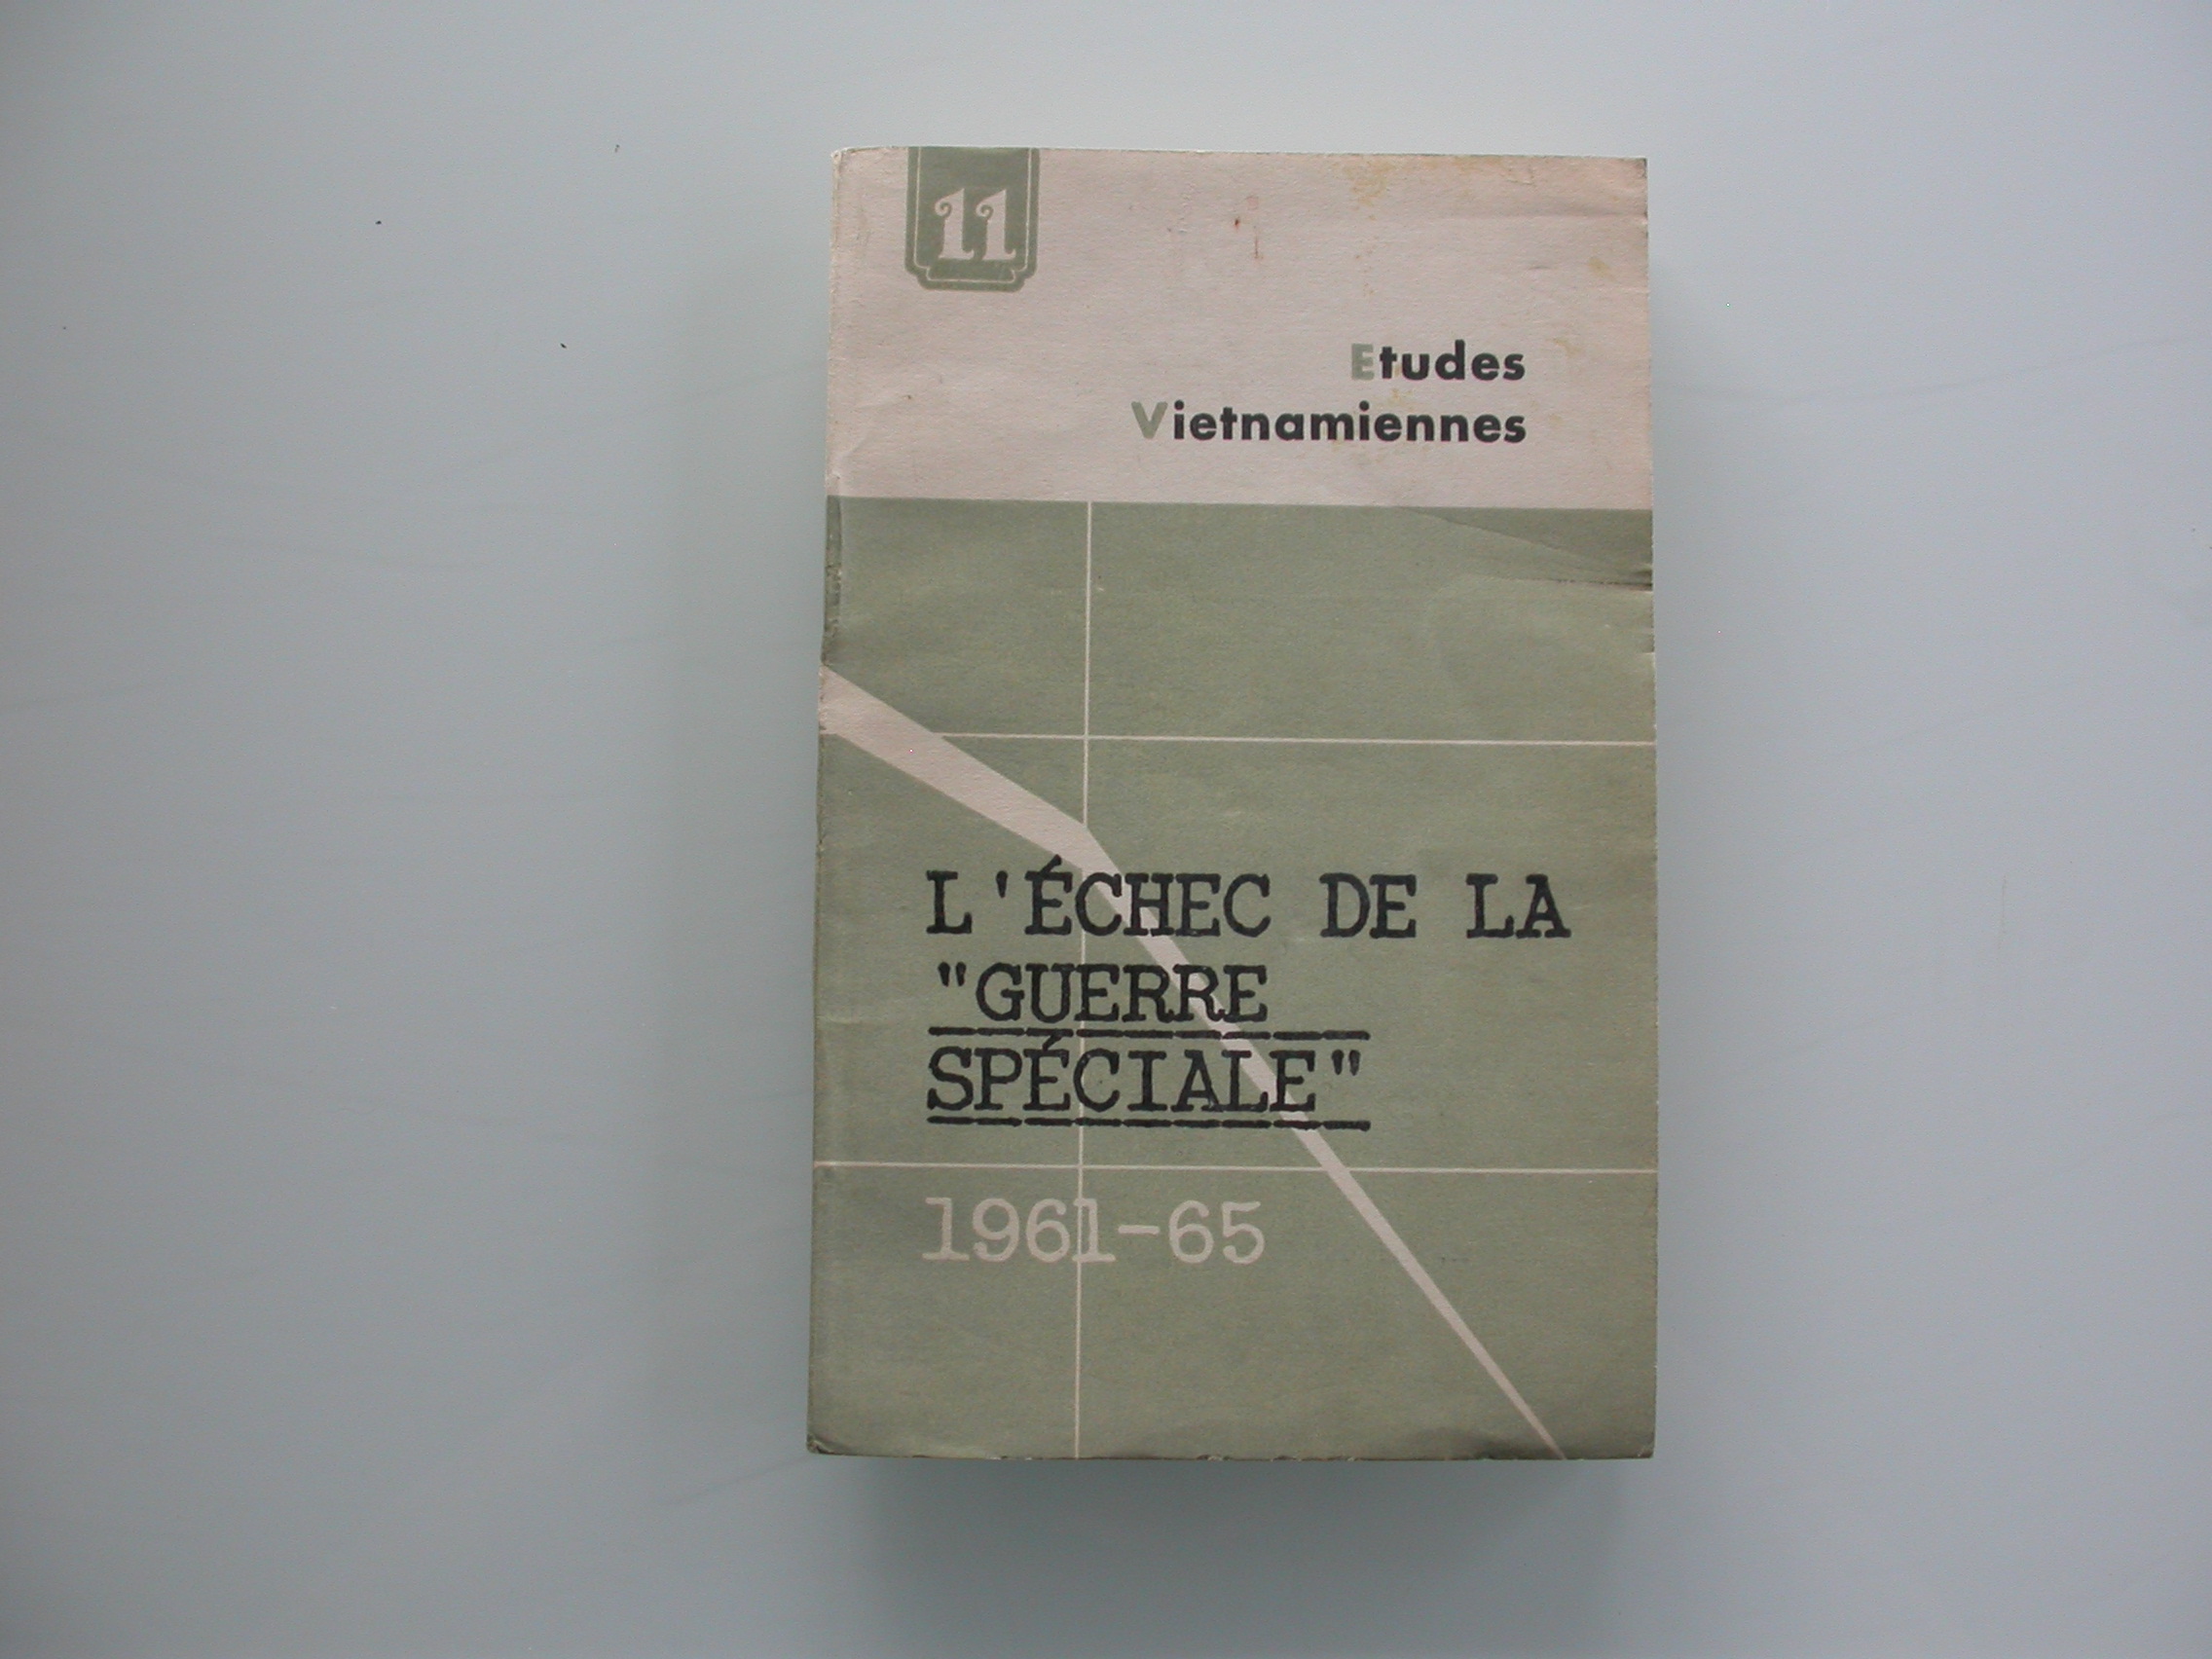 11
Etudes
Vietnamiennes
L'ÉCHEC DE LA
"GUERRE
SPÉCIALE"
1961-65